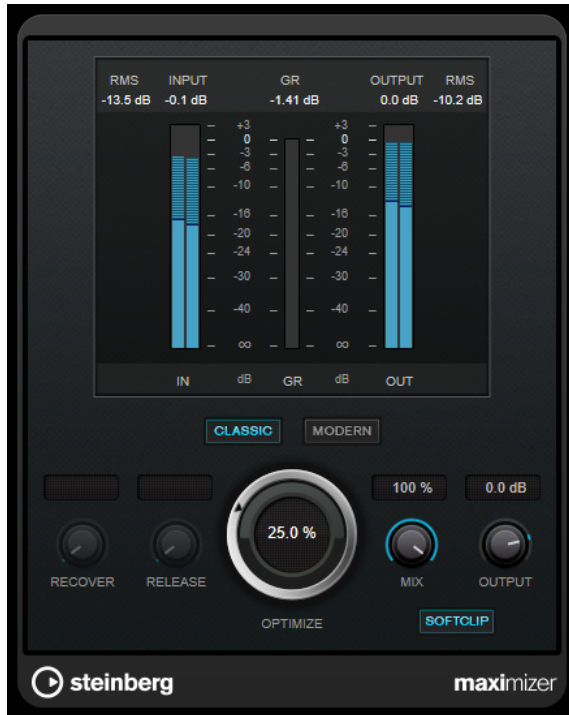 RMS INPUT GR OUTPUT RMS
-13.5 dB -0.1 dB -1.41 dB 0.0 dB -10.2 dB
+3 +3
0 0
-3 -3
-6 -6
-10 -10
-16 -16
-20 -20
-24 -24
-30 -30
-40 -40
∞ ∞
IN dB GR dB OUT
CLASSIC MODERN
100 % 0.0 dB
25.0 %
RECOVER RELEASE MIX OUTPUT
OPTIMIZE SOFTCLIP
steinberg maximizer